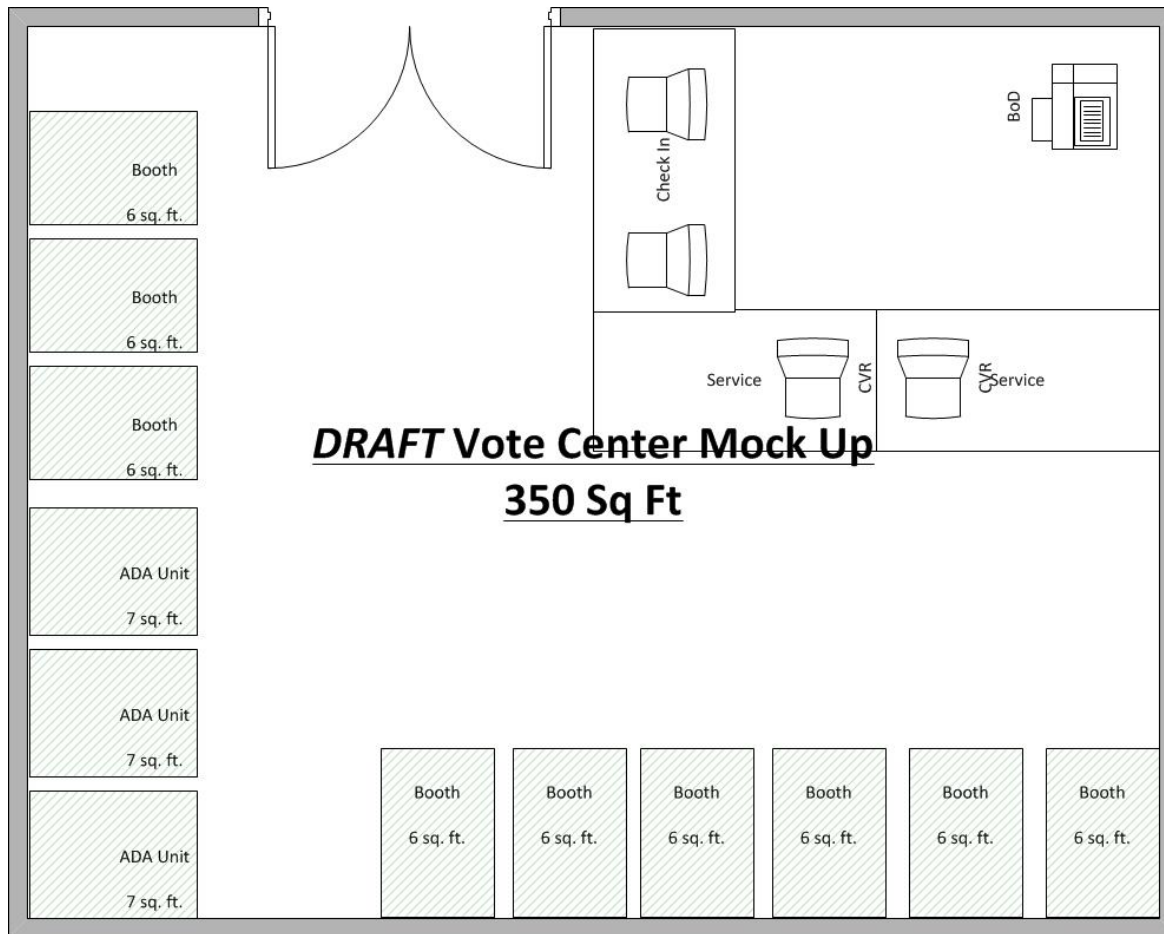 BoD
Check In
Booth
6 sq. ft.
Booth
6 sq. ft.
Service
CVR
CVR
Service
Booth
6 sq. ft.
DRAFT Vote Center Mock Up
350 Sq Ft
ADA Unit
7 sq. ft.
ADA Unit
7 sq. ft.
Booth
6 sq. ft.
Booth
6 sq. ft.
Booth
6 sq. ft.
Booth
6 sq. ft.
Booth
6 sq. ft.
Booth
6 sq. ft.
ADA Unit
7 sq. ft.